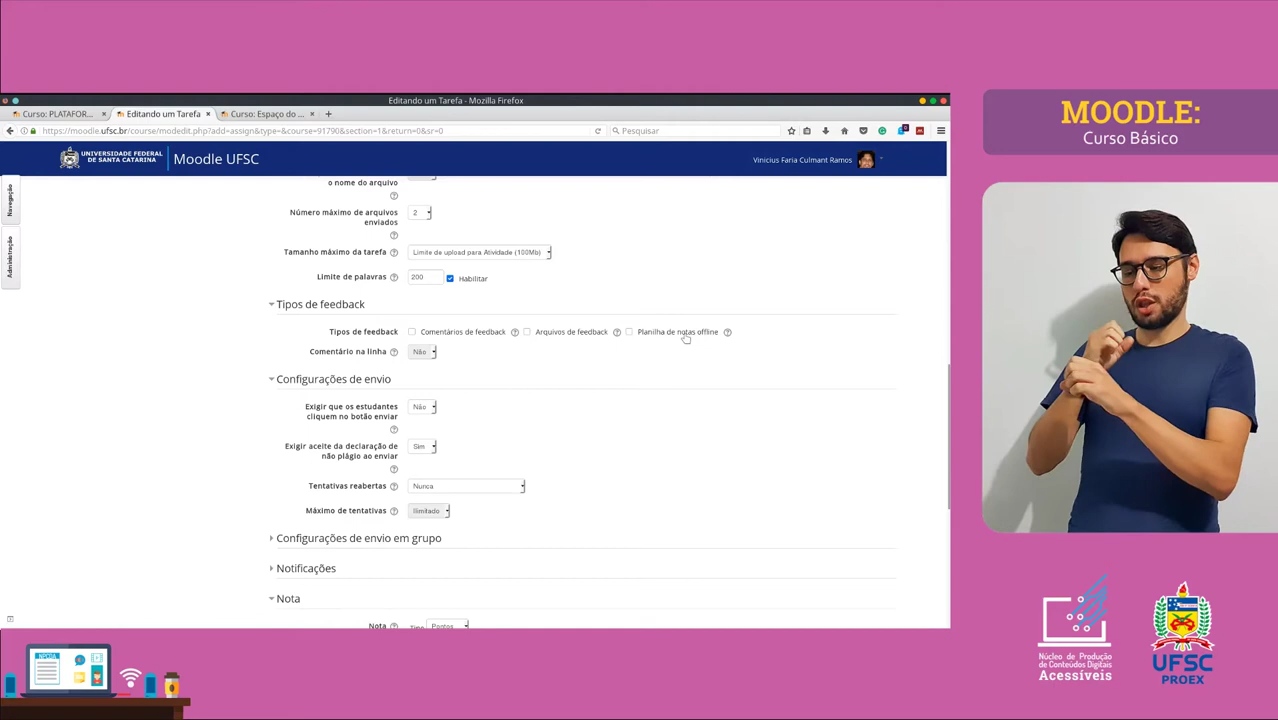 Editando um Tarefa - Mozilla Firefox
Curso: PLATAFOR...
Editando um Tarefa
Curso: Espaço do ...
https://moodle.ufsc.br/course/modedit.php?add=assign&type=&course=91790&section=1&return=0&sr=0
Pesquisar
UNIVERSIDADE FEDERAL
DE SANTA CATARINA
Moodle UFSC
Vinicius Faria Culmant Ramos
Navegação
Administração
o nome do arquivo
Número máximo de arquivos
enviados
2
Tamanho máximo da tarefa
Limite de upload para Atividade (100Mb)
Limite de palavras
200
Habilitar
Tipos de feedback
Tipos de feedback
Comentários de feedback
Arquivos de feedback
Planilha de notas offline
Comentário na linha
Não
Configurações de envio
Exigir que os estudantes
cliquem no botão enviar
Não
Exigir aceite da declaração de
não plágio ao enviar
Sim
Tentativas reabertas
Nunca
Máximo de tentativas
Ilimitado
Configurações de envio em grupo
Notificações
Nota
Nota
Tipo
Pontos
MOODLE:
Curso Básico
Núcleo de Produção
de Conteúdos Digitais
Acessíveis
UFSC
PROEX
NPCDA